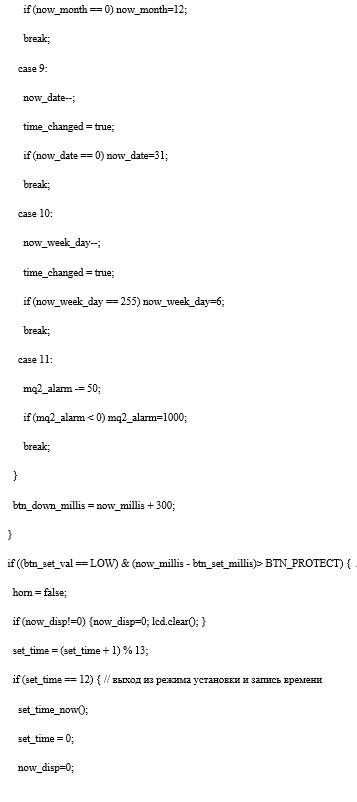 if (now_month == 0) now_month=12;
break;
case 9:
now_date--;
time_changed = true;
if (now_date == 0) now_date=31;
break;
case 10:
now_week_day--;
time_changed = true;
if (now_week_day == 255) now_week_day=6;
break;
case 11:
mq2_alarm -= 50;
if (mq2_alarm < 0) mq2_alarm=1000;
break;
}
btn_down_millis = now_millis + 300;
}
if ((btn_set_val == LOW) & (now_millis - btn_set_millis)> BTN_PROTECT) {
horn = false;
if (now_disp!=0) {now_disp=0; lcd.clear(); }
set_time = (set_time + 1) % 13;
if (set_time == 12) { // выход из режима установки и запись времени
set_time_now();
set_time = 0;
now_disp=0;